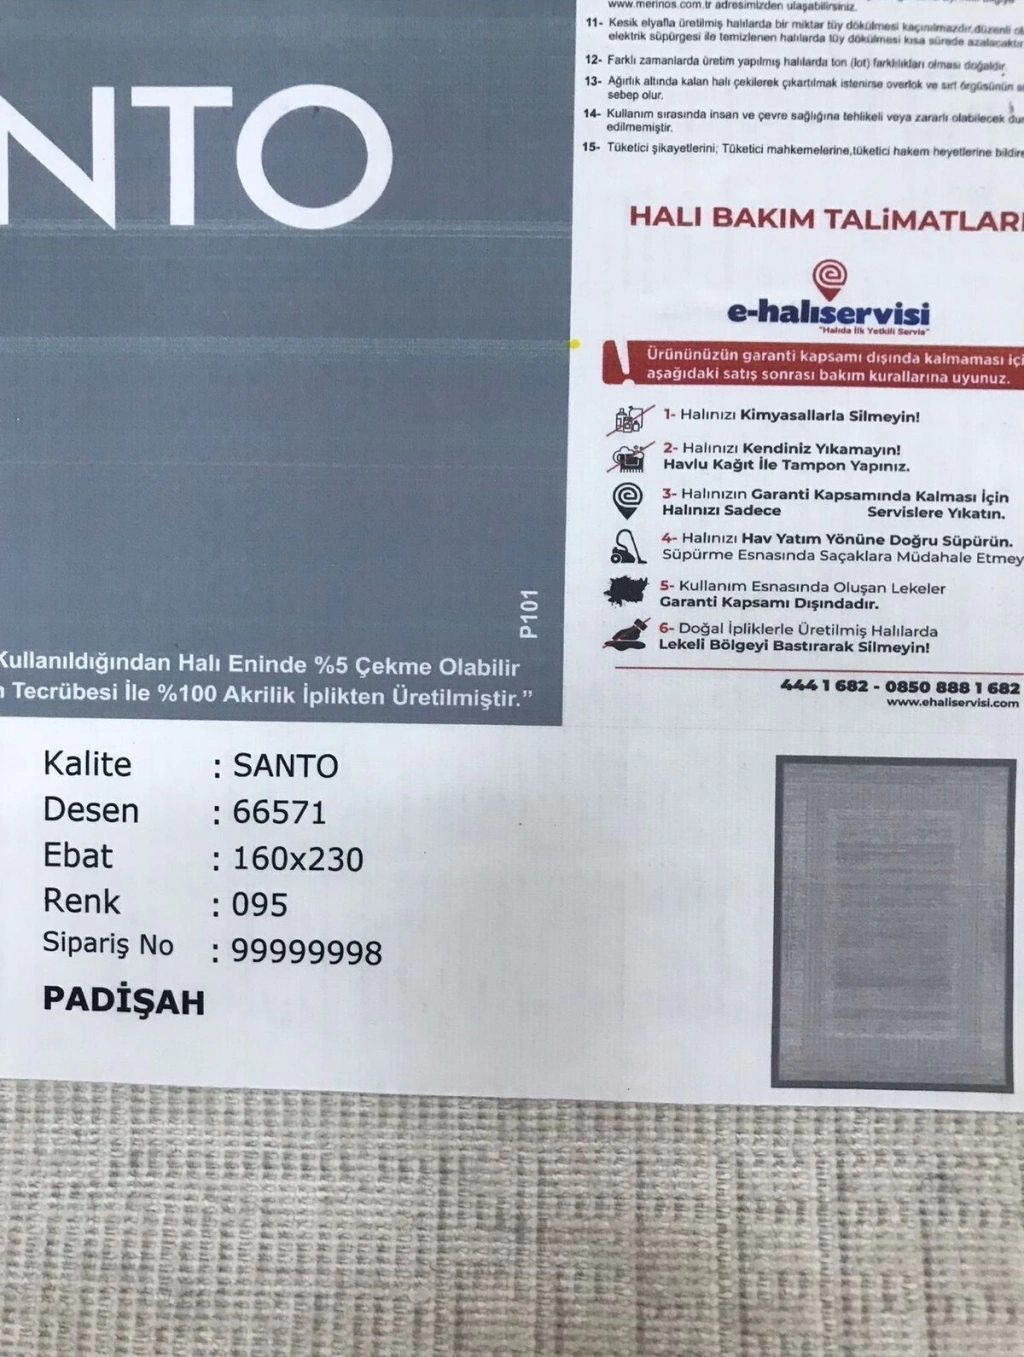 NTO
P101
Kullanıldığından Halı Eninde %5 Çekme Olabilir
Tecrübesi İle %100 Akrilik İplikten Üretilmiştir.”
www.merinos.com.tr adresimizden ulaşabilirsiniz.
11- Kesik elyafla üretilmiş halılarda bir miktar tüy dökülmesi kaçınılmazdır,düzenli
elektrik süpürgesi ile temizlenen halılarda tüy dökülmesi kısa sürede azalacaktır
12- Farklı zamanlarda üretim yapılmış halılarda ton (lot) farklılıkları olması doğaldır.
13- Ağırlık altında kalan halı çekilerek çıkartılmak istenirse overlok ve sırt örgüsünün
sebep olur.
14- Kullanım sırasında insan ve çevre sağlığına tehlikeli veya zararlı olabilecek
edilmemiştir.
15- Tüketici şikayetlerini; Tüketici mahkemelerine,tüketici hakem heyetlerine bildire
HALI BAKIM TALİMATLARI
e-halıservisi
"Halıda İlk Yetkili Servis"
Ürününüzün garanti kapsamı dışında kalmaması içi
aşağıdaki satış sonrası bakım kurallarına uyunuz.
1- Halınızı Kimyasallarla Silmeyin!
2- Halınızı Kendiniz Yıkamayın!
Havlu Kağıt İle Tampon Yapınız.
3- Halınızın Garanti Kapsamında Kalması İçin
Halınızı Sadece Servislere Yıkatın.
4- Halınızı Hav Yatım Yönüne Doğru Süpürün.
Süpürme Esnasında Saçaklara Müdahale Etmey
5- Kullanım Esnasında Oluşan Lekeler
Garanti Kapsamı Dışındadır.
6- Doğal İpliklerle Üretilmiş Halılarda
Lekeli Bölgeyi Bastırarak Silmeyin!
444 1 682 - 0850 888 1 682
www.ehaliservisi.com
Kalite : SANTO
Desen : 66571
Ebat : 160x230
Renk : 095
Sipariş No : 99999998
PADİŞAH